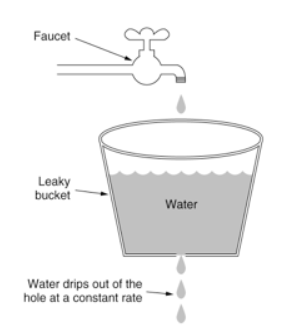 Faucet
Leaky
bucket
Water
Water drips out of the
hole at a constant rate